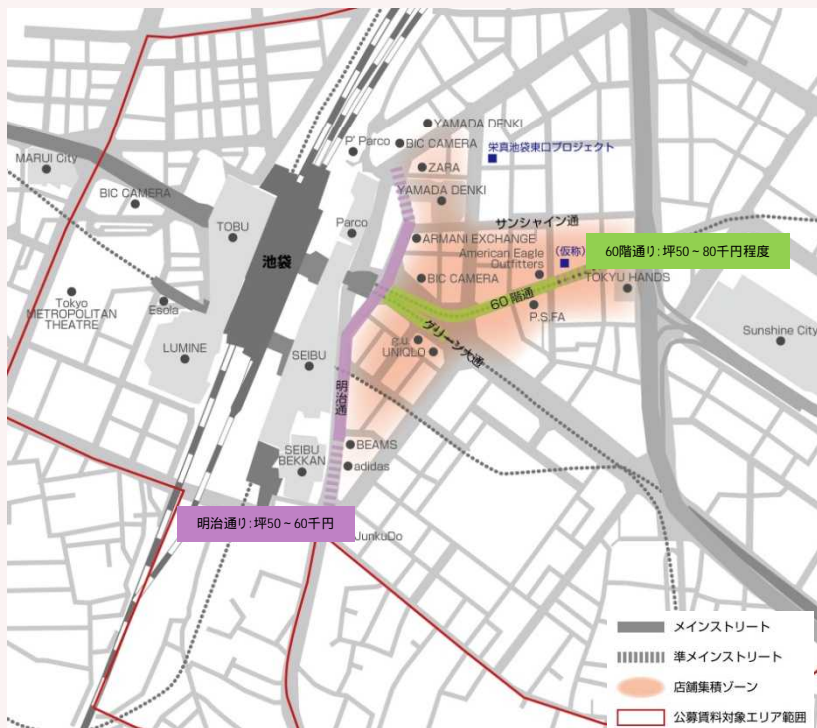 YAMADA DENKI
P' Parco
BIC CAMERA
栄真池袋東口プロジェクト
MARUI City
ZARA
BIC CAMERA
YAMADA DENKI
TOBU
Parco
サンシャイン通
ARMANI EXCHANGE
池袋
American Eagle
Outfitters
(仮称)
60階通り:坪50~80千円程度
BIC CAMERA
TOKYU HANDS
60階通
Tokyo
METROPOLITAN
THEATRE
Esola
P.S.FA
グリーン大通
g.u.
UNIQLO
LUMINE
SEIBU
Sunshine City
明治通
SEIBU
BEKKAN
BEAMS
adidas
明治通り:坪50~60千円
JunkuDo
メインストリート
準メインストリート
店舗集積ゾーン
公募賃料対象エリア範囲